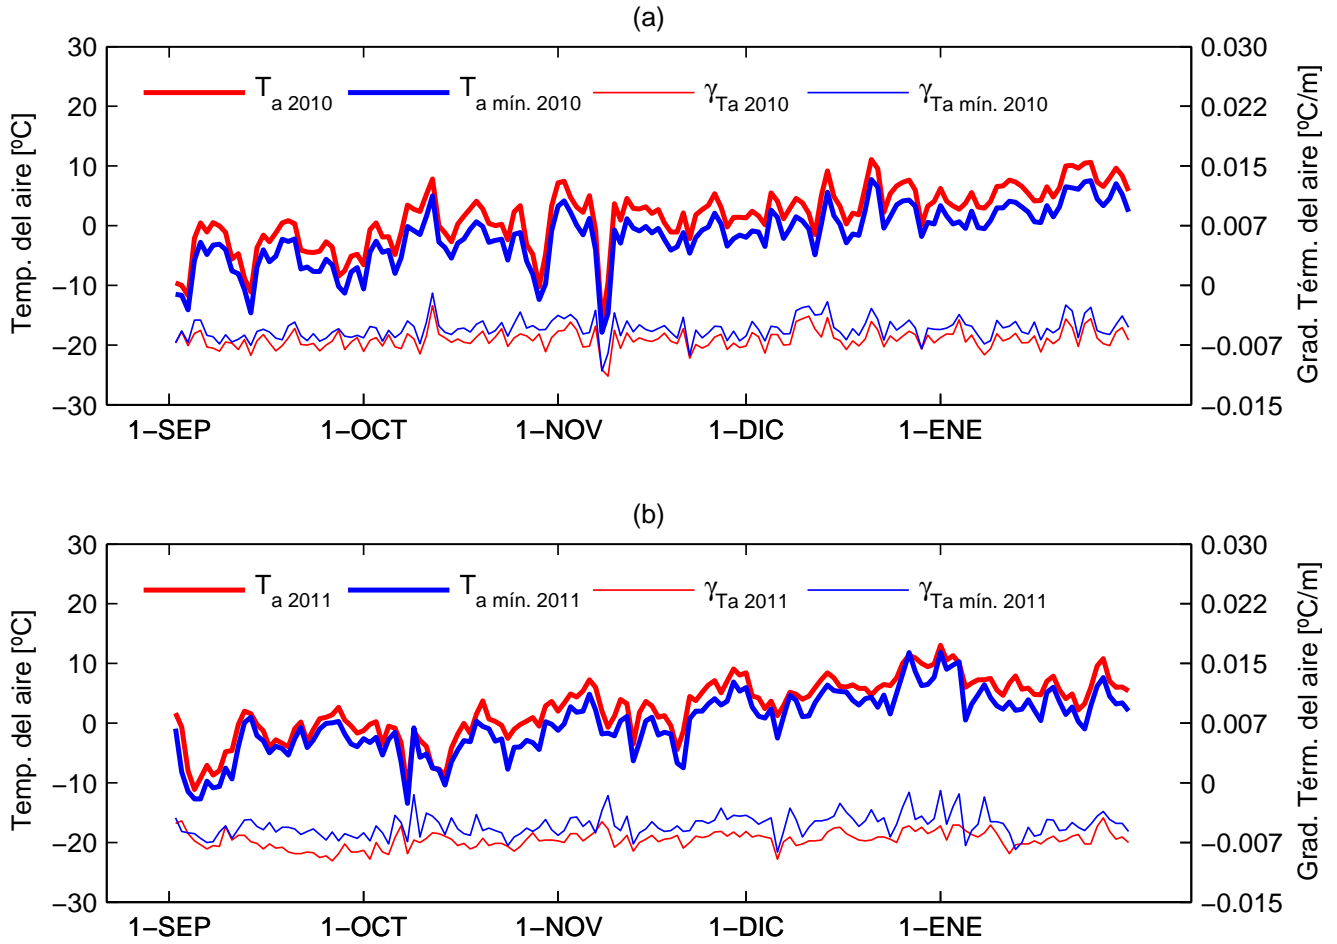 (a)
30
20
10
0
−10
−20
−30
Temp. del aire [ºC]
T a 2010
T a mín. 2010
γ Ta 2010
γ Ta mín. 2010
0.030
0.022
0.015
0.007
0
−0.007
−0.015
Grad. Térm. del aire [ºC/m]
1−SEP 1−OCT 1−NOV 1−DIC 1−ENE
(b)
30
20
10
0
−10
−20
−30
Temp. del aire [ºC]
T a 2011
T a mín. 2011
γ Ta 2011
γ Ta mín. 2011
0.030
0.022
0.015
0.007
0
−0.007
−0.015
Grad. Térm. del aire [ºC/m]
1−SEP 1−OCT 1−NOV 1−DIC 1−ENE